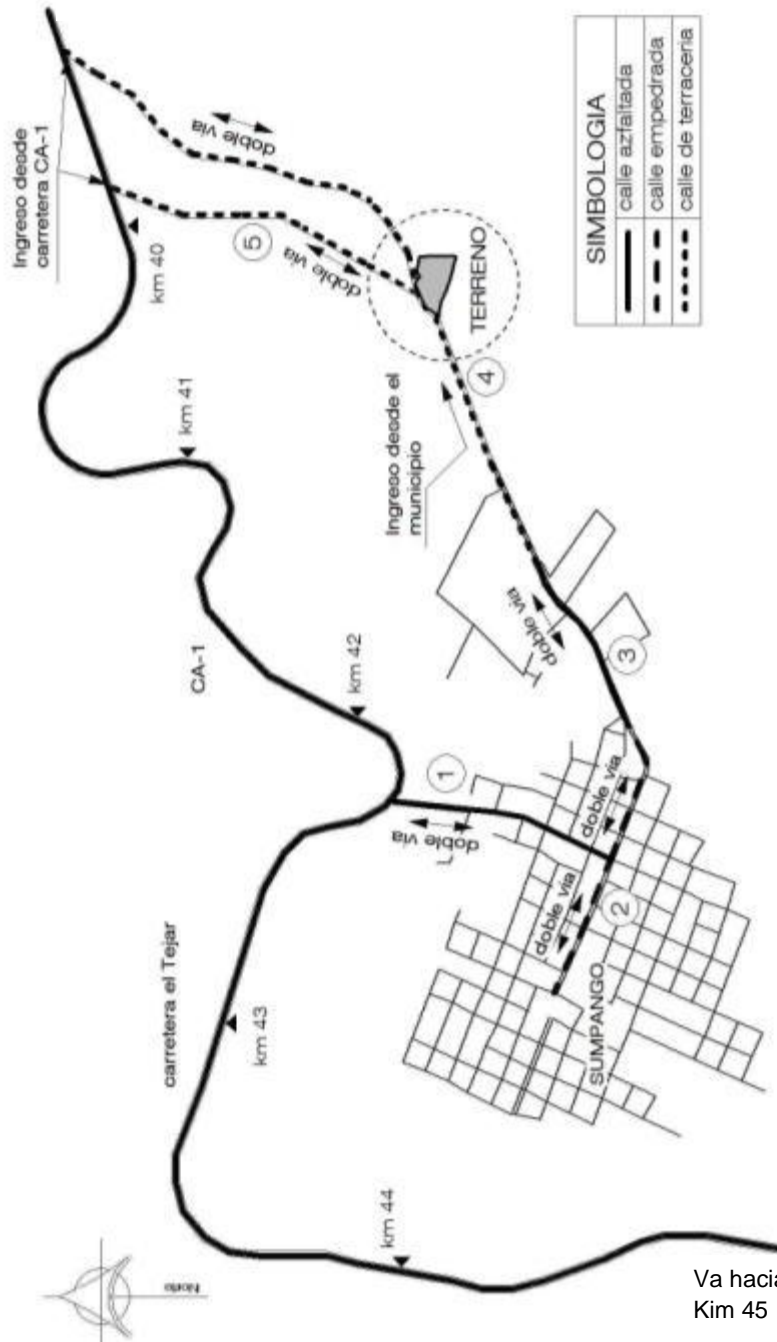 Ingreso desde
carretera CA-1
km 40
doble via
5
doble via
km 41
TERRENO
4
Ingreso desde el
municipio
CA-1
km 42
doble via
3
1
doble via
doble via
doble via
2
SUMPANGO
carretera el Tejar
km 43
km 44
Norte
SIMBOLOGIA
calle azfaltada
calle empedrada
calle de terraceria
Va hacia
Kim 45